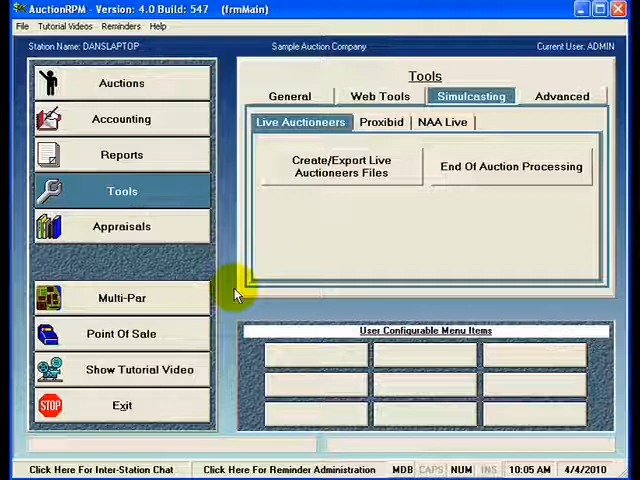 AuctionRPM - Version: 4.0 Build: 547 (frmMain)
File Tutorial Videos Reminders Help
Station Name: DANSLAPTOP Sample Auction Company Current User: ADMIN
Auctions
Accounting
Reports
Tools
Appraisals
Multi-Par
Point Of Sale
Show Tutorial Video
STOP
Exit
Tools
General Web Tools Simulcasting Advanced
Live Auctioneers Proxibid NAA Live
Create/Export Live
Auctioneers Files
End Of Auction Processing
User Configurable Menu Items
Click Here For Inter-Station Chat Click Here For Reminder Administration MDB CAPS NUM INS 10:05 AM 4/4/2010